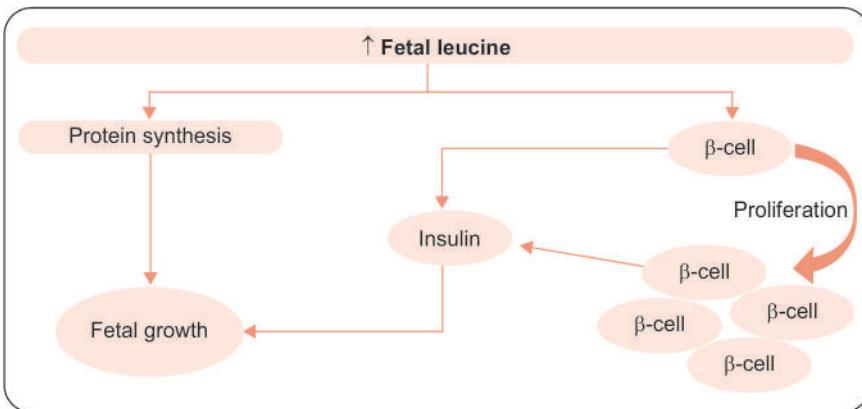 ↑ Fetal leucine
Protein synthesis
β-cell
Proliferation
Insulin
β-cell
β-cell
β-cell
Fetal growth
β-cell